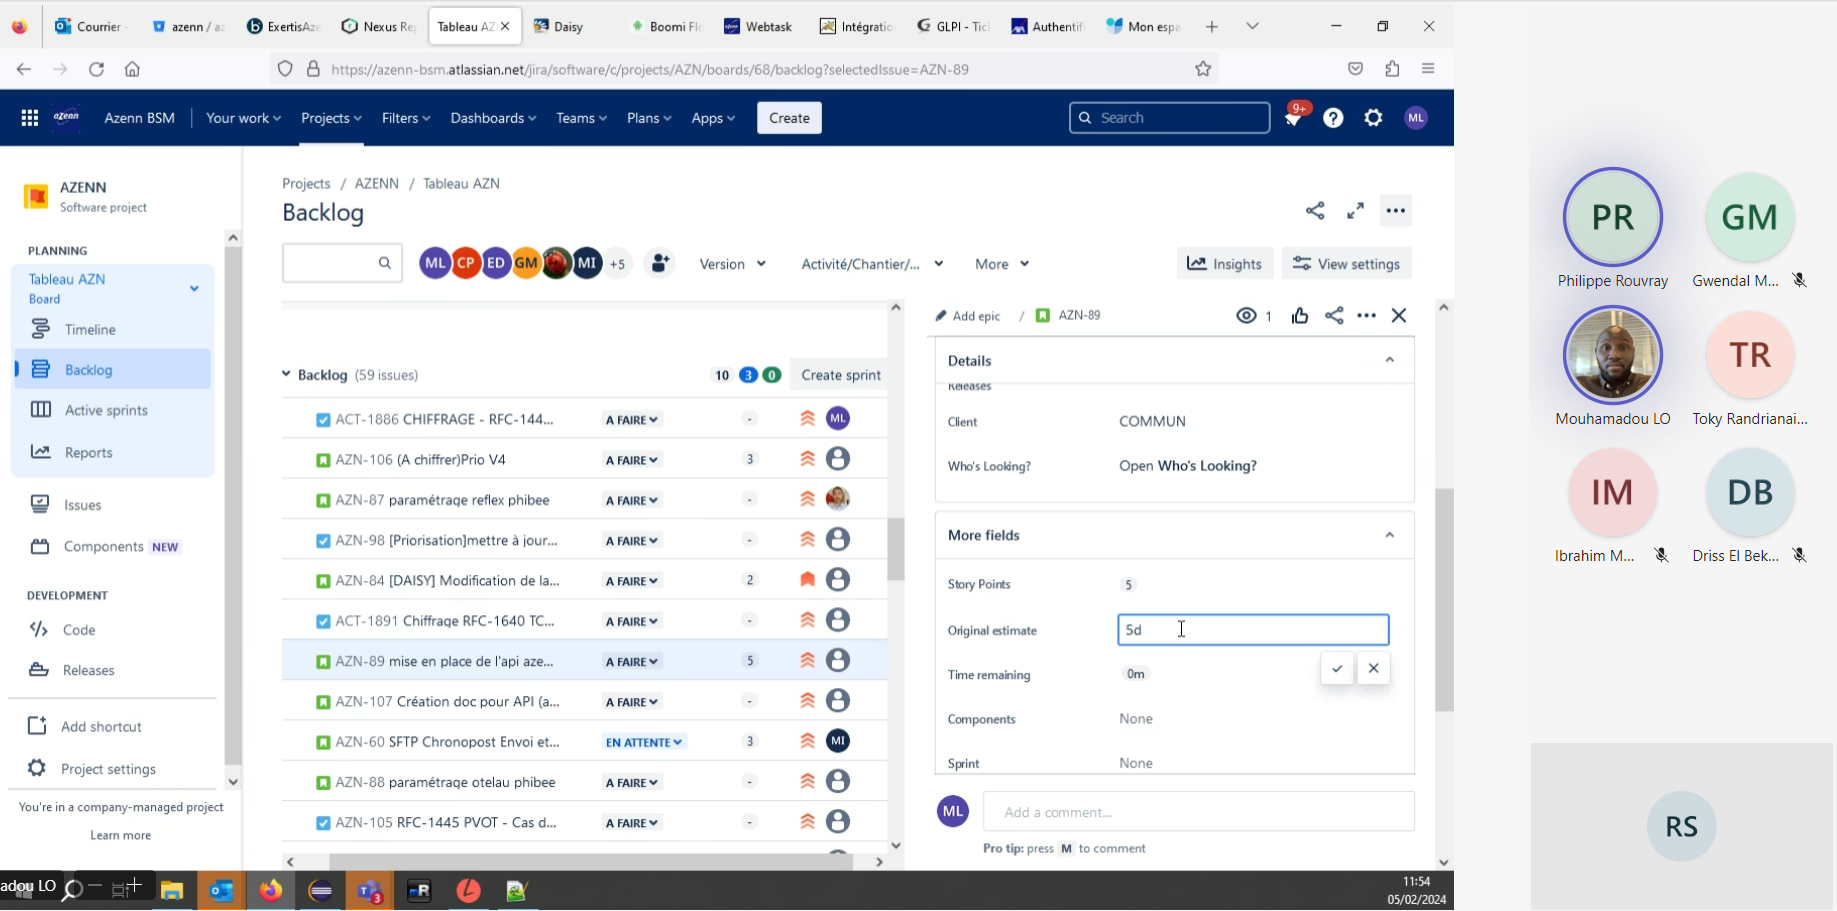 Courrier -
azenn / az
ExertisAze
Nexus Rep
Tableau AZ
Daisy
Boomi Flo
Webtask
Intégratio
GLPI - Tick
Authentifi
Mon espa
https://azenn-bsm.atlassian.net/jira/software/c/projects/AZN/boards/68/backlog?selectedIssue=AZN-89
azenn
Azenn BSM
Your work
Projects
Filters
Dashboards
Teams
Plans
Apps
Create
Search
9+
ML
AZENN
Software project
PLANNING
Tableau AZN
Board
Timeline
Backlog
Active sprints
Reports
Issues
Components NEW
DEVELOPMENT
Code
Releases
Add shortcut
Project settings
You're in a company-managed project
Learn more
Projects / AZENN / Tableau AZN
Backlog
ML CP ED GM MI +5
Version
Activité/Chantier/...
More
Insights
View settings
Backlog (59 issues)
10 3 0
Create sprint
ACT-1886 CHIFFRAGE - RFC-144... A FAIRE - ML
AZN-106 (A chiffrer)Prio V4 A FAIRE 3
AZN-87 paramétrage reflex phibee A FAIRE -
AZN-98 [Priorisation]mettre à jour... A FAIRE -
AZN-84 [DAISY] Modification de la... A FAIRE 2
ACT-1891 Chiffrage RFC-1640 TC... A FAIRE -
AZN-89 mise en place de l'api aze... A FAIRE 5
AZN-107 Création doc pour API (a... A FAIRE -
AZN-60 SFTP Chronopost Envoi et... EN ATTENTE 3 MI
AZN-88 paramétrage otelau phibee A FAIRE -
AZN-105 RFC-1445 PVOT - Cas d... A FAIRE -
Add epic / AZN-89
1
Details
Releases
Client COMMUN
Who's Looking? Open Who's Looking?
More fields
Story Points 5
Original estimate 5d
Time remaining 0m
Components None
Sprint None
ML
Add a comment...
Pro tip: press M to comment
adou LO
3
11:54
05/02/2024
PR
Philippe Rouvray
GM
Gwendal M...
Mouhamadou LO
TR
Toky Randrianai...
IM
Ibrahim M...
DB
Driss El Bek...
RS